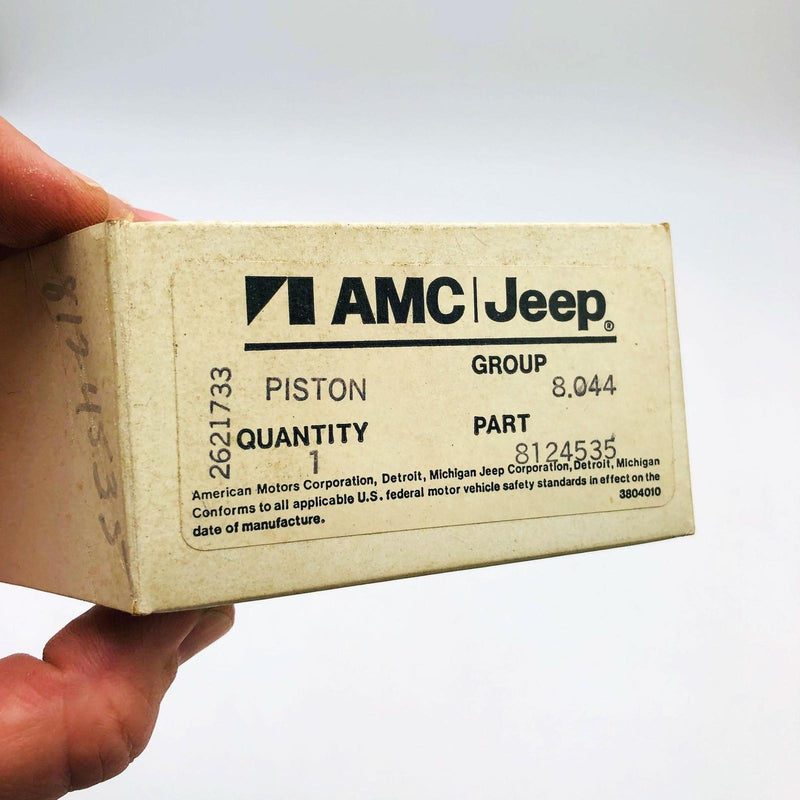 AMC|Jeep®
GROUP
PISTON 8.044
2621733
QUANTITY PART
1 8124535
American Motors Corporation, Detroit, Michigan Jeep Corporation, Detroit, Michigan
Conforms to all applicable U.S. federal motor vehicle safety standards in effect on the
date of manufacture. 3804010